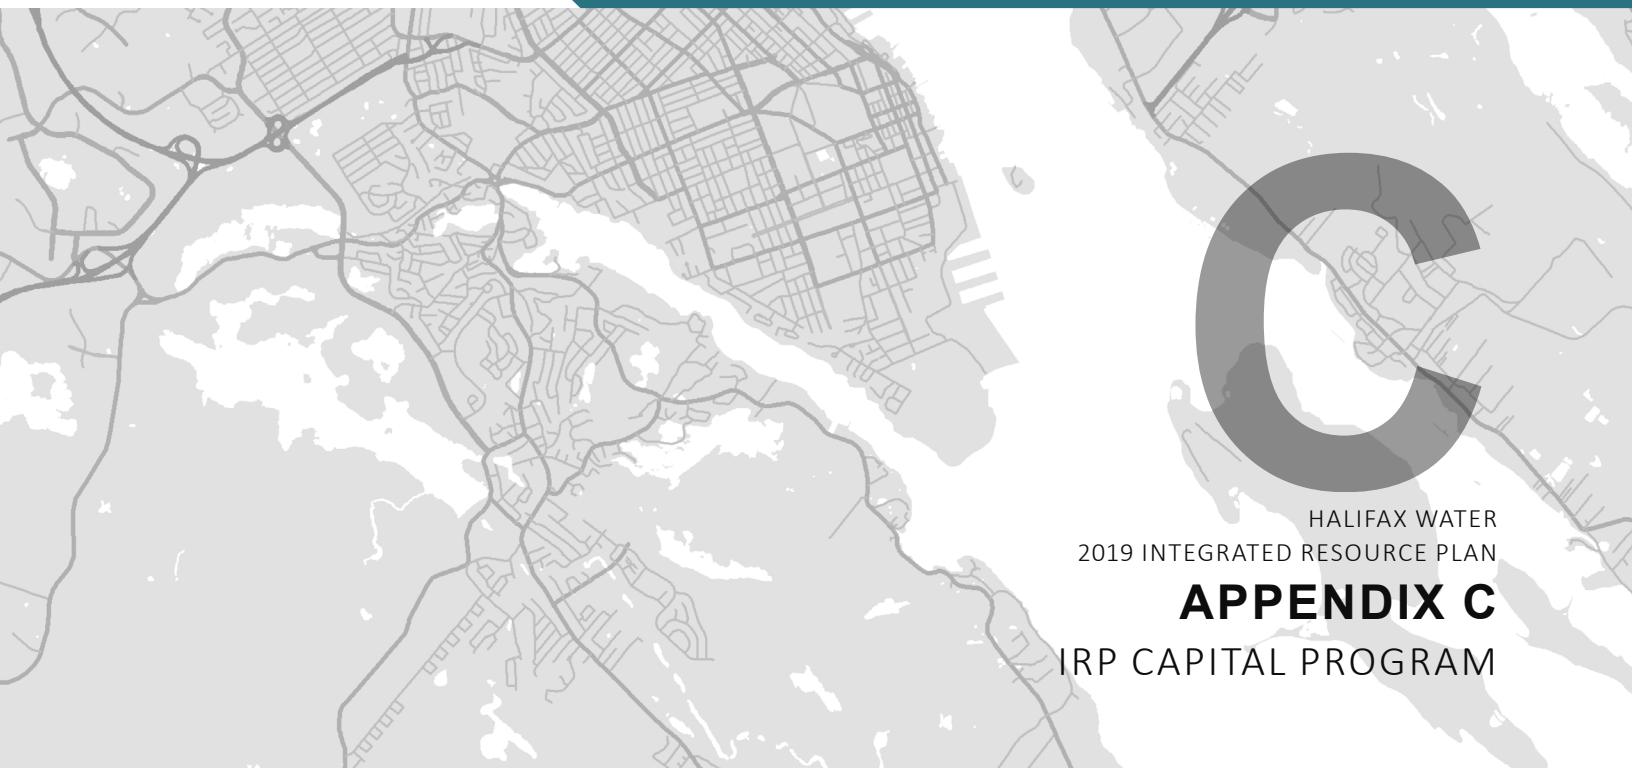 C
HALIFAX WATER
2019 INTEGRATED RESOURCE PLAN
APPENDIX C
IRP CAPITAL PROGRAM